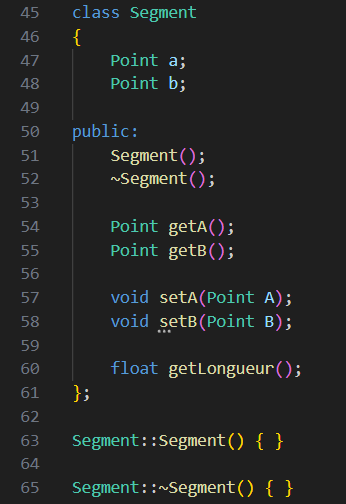 45 class Segment
46 {
47     Point a;
48     Point b;
49
50 public:
51     Segment();
52     ~Segment();
53
54     Point getA();
55     Point getB();
56
57     void setA(Point A);
58     void setB(Point B);
59
60     float getLongueur();
61 };
62
63 Segment::Segment() { }
64
65 Segment::~Segment() { }